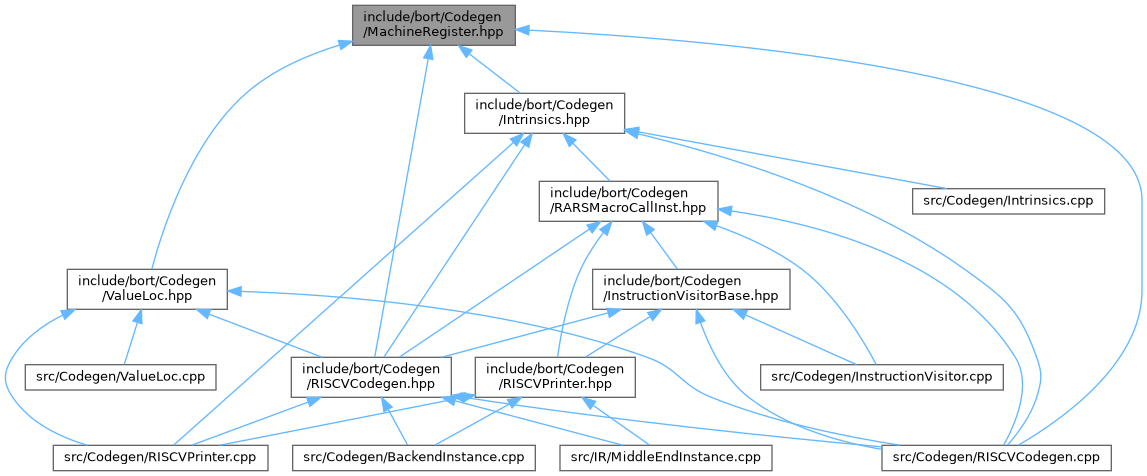 include/bort/Codegen
/MachineRegister.hpp
include/bort/Codegen
/Intrinsics.hpp
include/bort/Codegen
/RARSMacroCallInst.hpp
src/Codegen/Intrinsics.cpp
include/bort/Codegen
/ValueLoc.hpp
include/bort/Codegen
/InstructionVisitorBase.hpp
src/Codegen/ValueLoc.cpp
include/bort/Codegen
/RISCVCodegen.hpp
include/bort/Codegen
/RISCVPrinter.hpp
src/Codegen/InstructionVisitor.cpp
src/Codegen/RISCVPrinter.cpp
src/Codegen/BackendInstance.cpp
src/IR/MiddleEndInstance.cpp
src/Codegen/RISCVCodegen.cpp